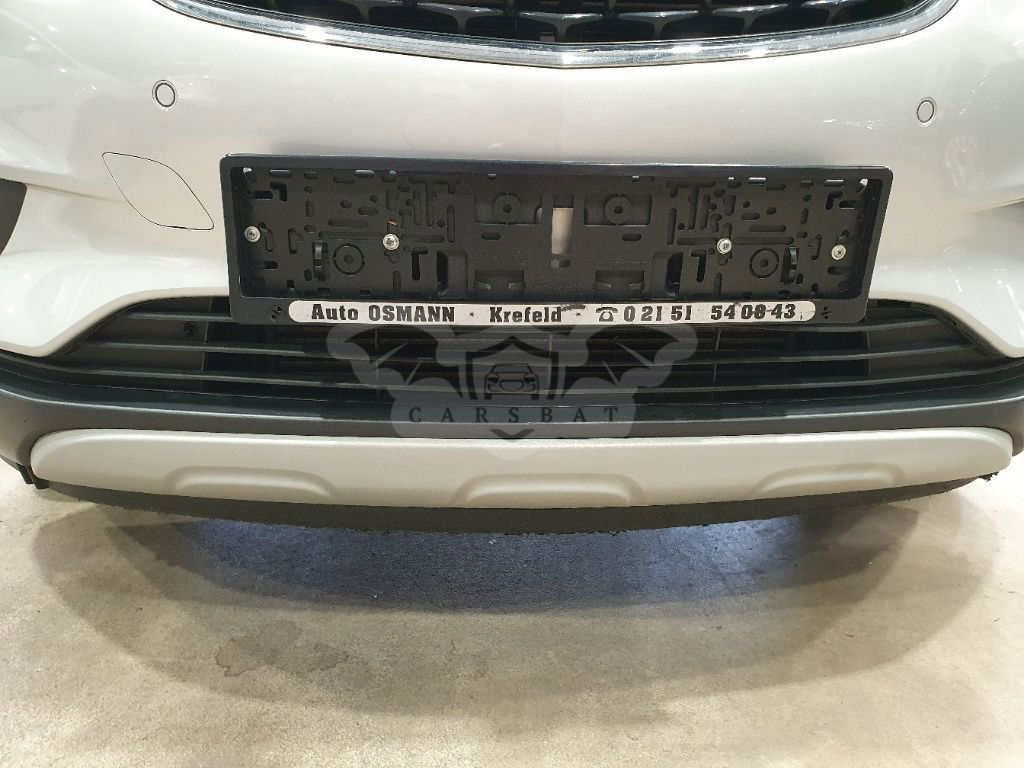 Auto OSMANN · Krefeld · ☎ 0 21 51 54 08 43
CARSBAT